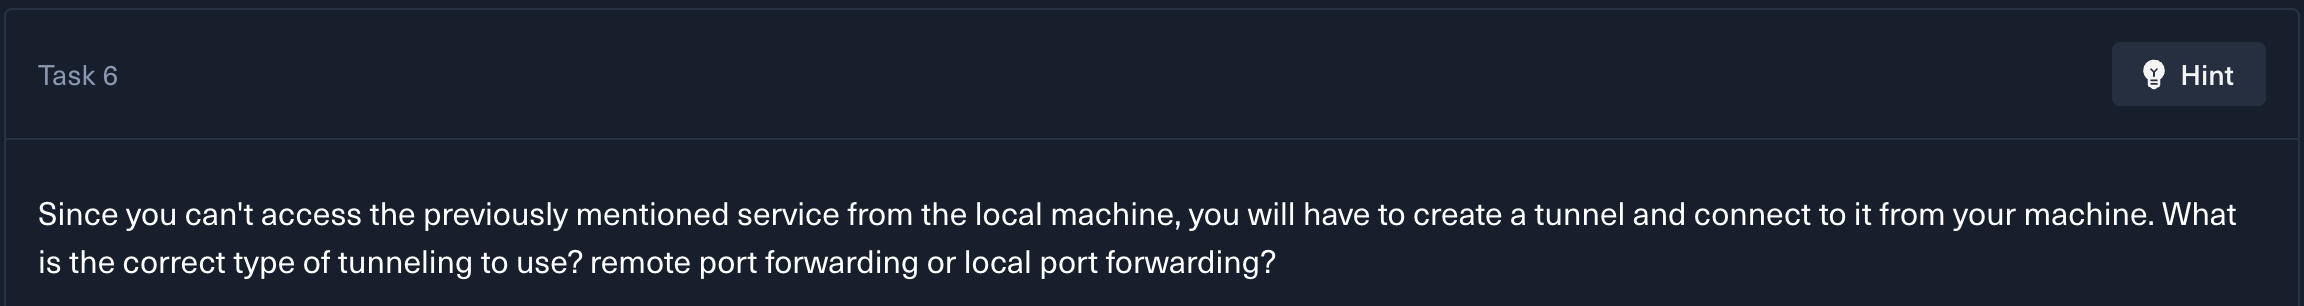 Task 6
Hint
Since you can't access the previously mentioned service from the local machine, you will have to create a tunnel and connect to it from your machine. What
is the correct type of tunneling to use? remote port forwarding or local port forwarding?